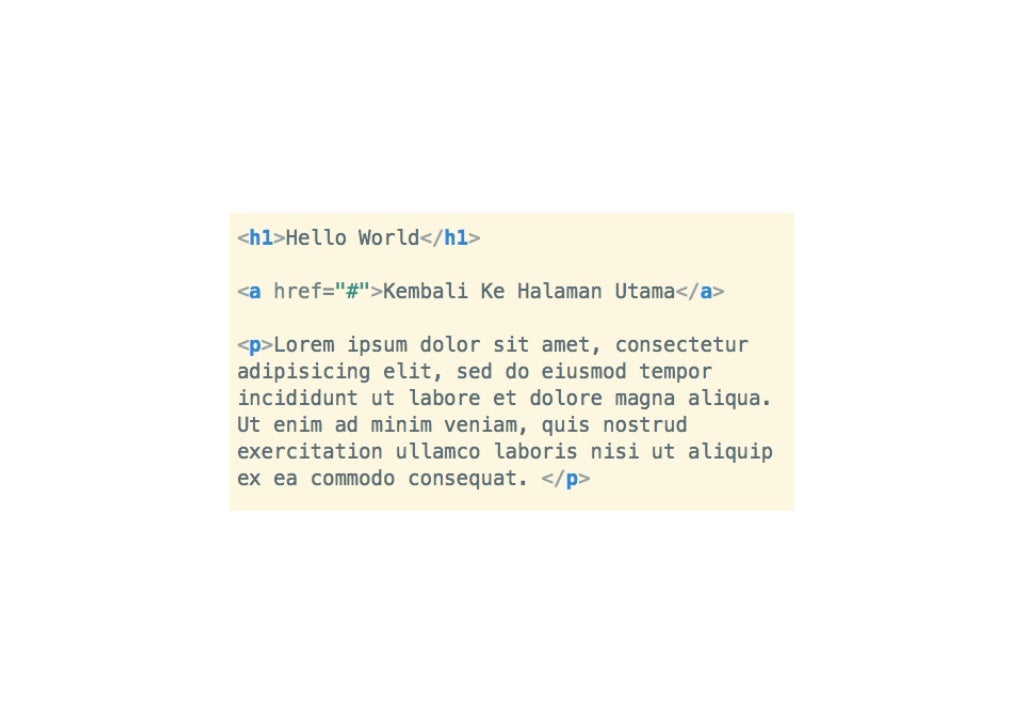 <h1>Hello World</h1>
<a href="#">Kembali Ke Halaman Utama</a>
<p>Lorem ipsum dolor sit amet, consectetur
adipisicing elit, sed do eiusmod tempor
incididunt ut labore et dolore magna aliqua.
Ut enim ad minim veniam, quis nostrud
exercitation ullamco laboris nisi ut aliquip
ex ea commodo consequat. </p>